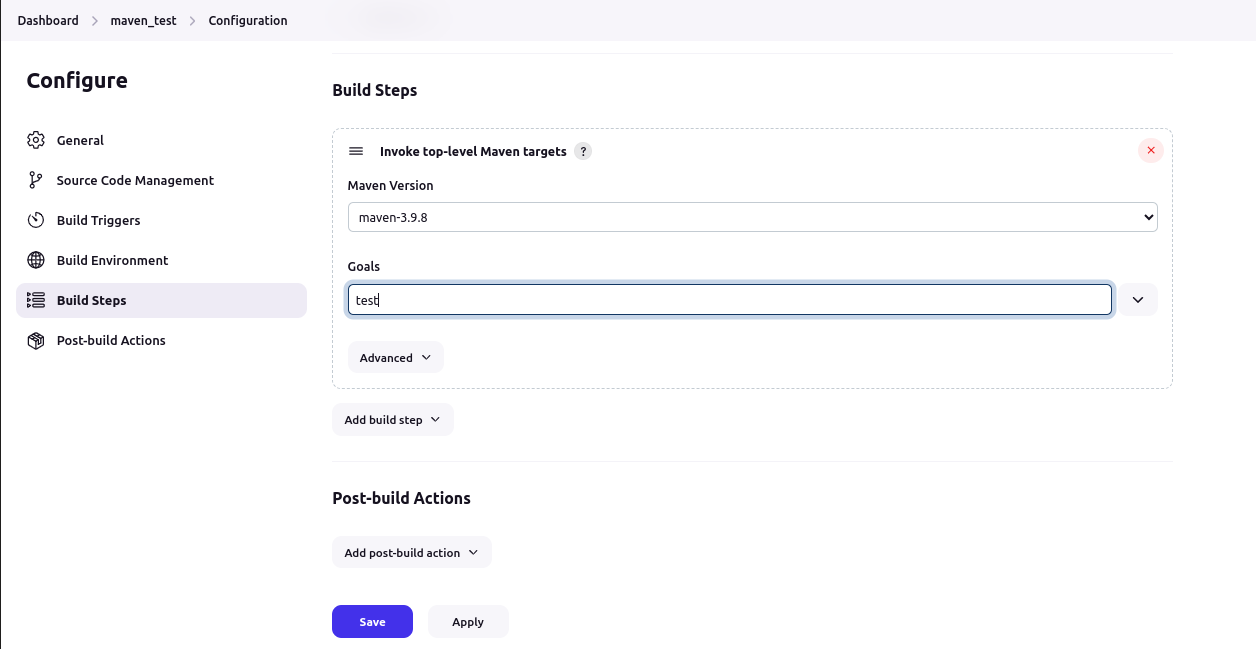 Dashboard > maven_test > Configuration
Configure
General
Source Code Management
Build Triggers
Build Environment
Build Steps
Post-build Actions
Build Steps
Invoke top-level Maven targets ?
Maven Version
maven-3.9.8
Goals
test
Advanced
Add build step
Post-build Actions
Add post-build action
Save Apply